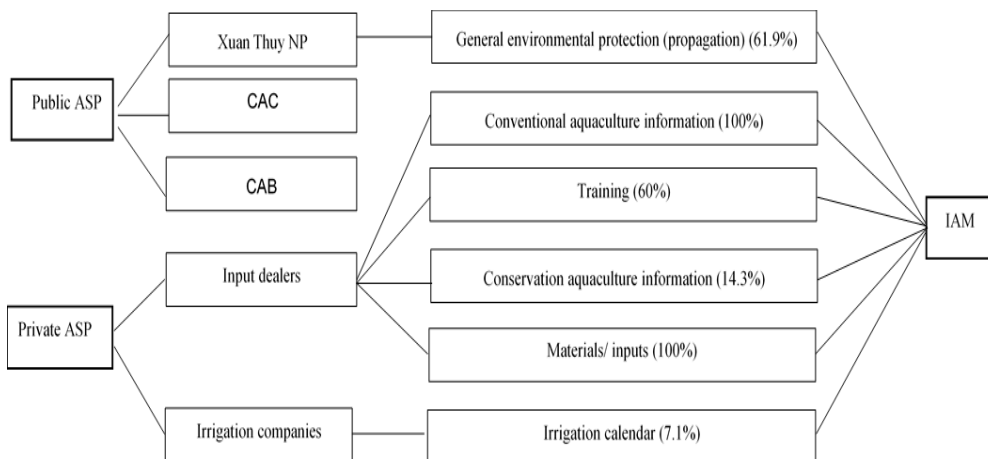 Xuan Thuy NP
General environmental protection (propagation) (61.9%)
Public ASP
CAC
Conventional aquaculture information (100%)
CAB
Training (60%)
IAM
Input dealers
Conservation aquaculture information (14.3%)
Private ASP
Materials/ inputs (100%)
Irrigation companies
Irrigation calendar (7.1%)